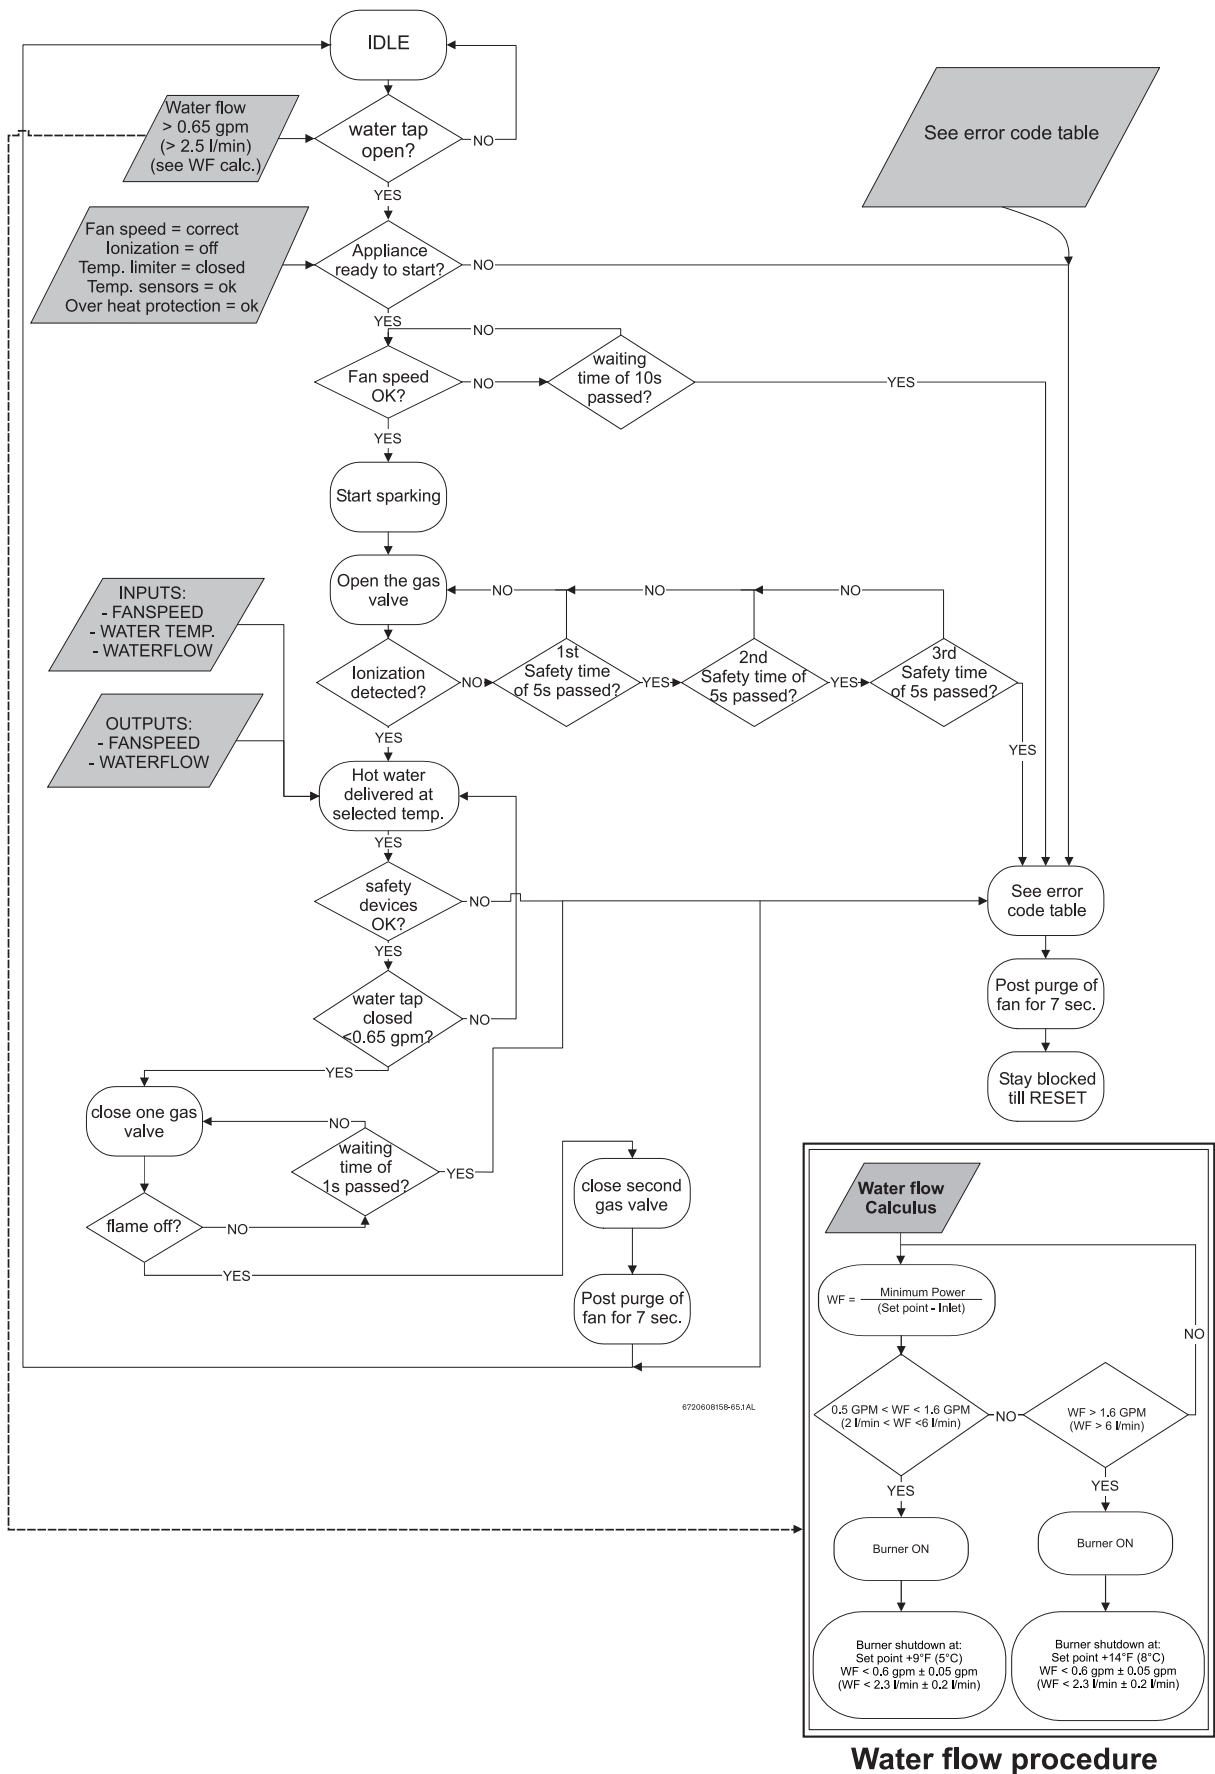 IDLE
Water flow
> 0.65 gpm
(> 2.5 l/min)
(see WF calc.)
water tap
open?
NO
YES
See error code table
Fan speed = correct
Ionization = off
Temp. limiter = closed
Temp. sensors = ok
Over heat protection = ok
Appliance
ready to start?
NO
YES
NO
Fan speed
OK?
NO
waiting
time of 10s
passed?
YES
YES
Start sparking
Open the gas
valve
NO
NO
NO
INPUTS:
- FANSPEED
- WATER TEMP.
- WATERFLOW
Ionization
detected?
NO
1st
Safety time
of 5s passed?
YES
2nd
Safety time of
5s passed?
YES
3rd
Safety time
of 5s passed?
YES
YES
OUTPUTS:
- FANSPEED
- WATERFLOW
Hot water
delivered at
selected temp.
YES
safety
devices
OK?
NO
YES
See error
code table
water tap
closed
<0.65 gpm?
NO
YES
Post purge of
fan for 7 sec.
Stay blocked
till RESET
close one gas
valve
NO
waiting
time of
1s passed?
YES
flame off?
NO
YES
close second
gas valve
Post purge of
fan for 7 sec.
6720608158-65.1AL
Water flow
Calculus
WF = Minimum Power
(Set point - Inlet)
NO
0.5 GPM < WF < 1.6 GPM
(2 l/min < WF <6 l/min)
NO
WF > 1.6 GPM
(WF > 6 l/min)
YES
YES
Burner ON
Burner ON
Burner shutdown at:
Set point +9°F (5°C)
WF < 0.6 gpm ± 0.05 gpm
(WF < 2.3 l/min ± 0.2 l/min)
Burner shutdown at:
Set point +14°F (8°C)
WF < 0.6 gpm ± 0.05 gpm
(WF < 2.3 l/min ± 0.2 l/min)
Water flow procedure